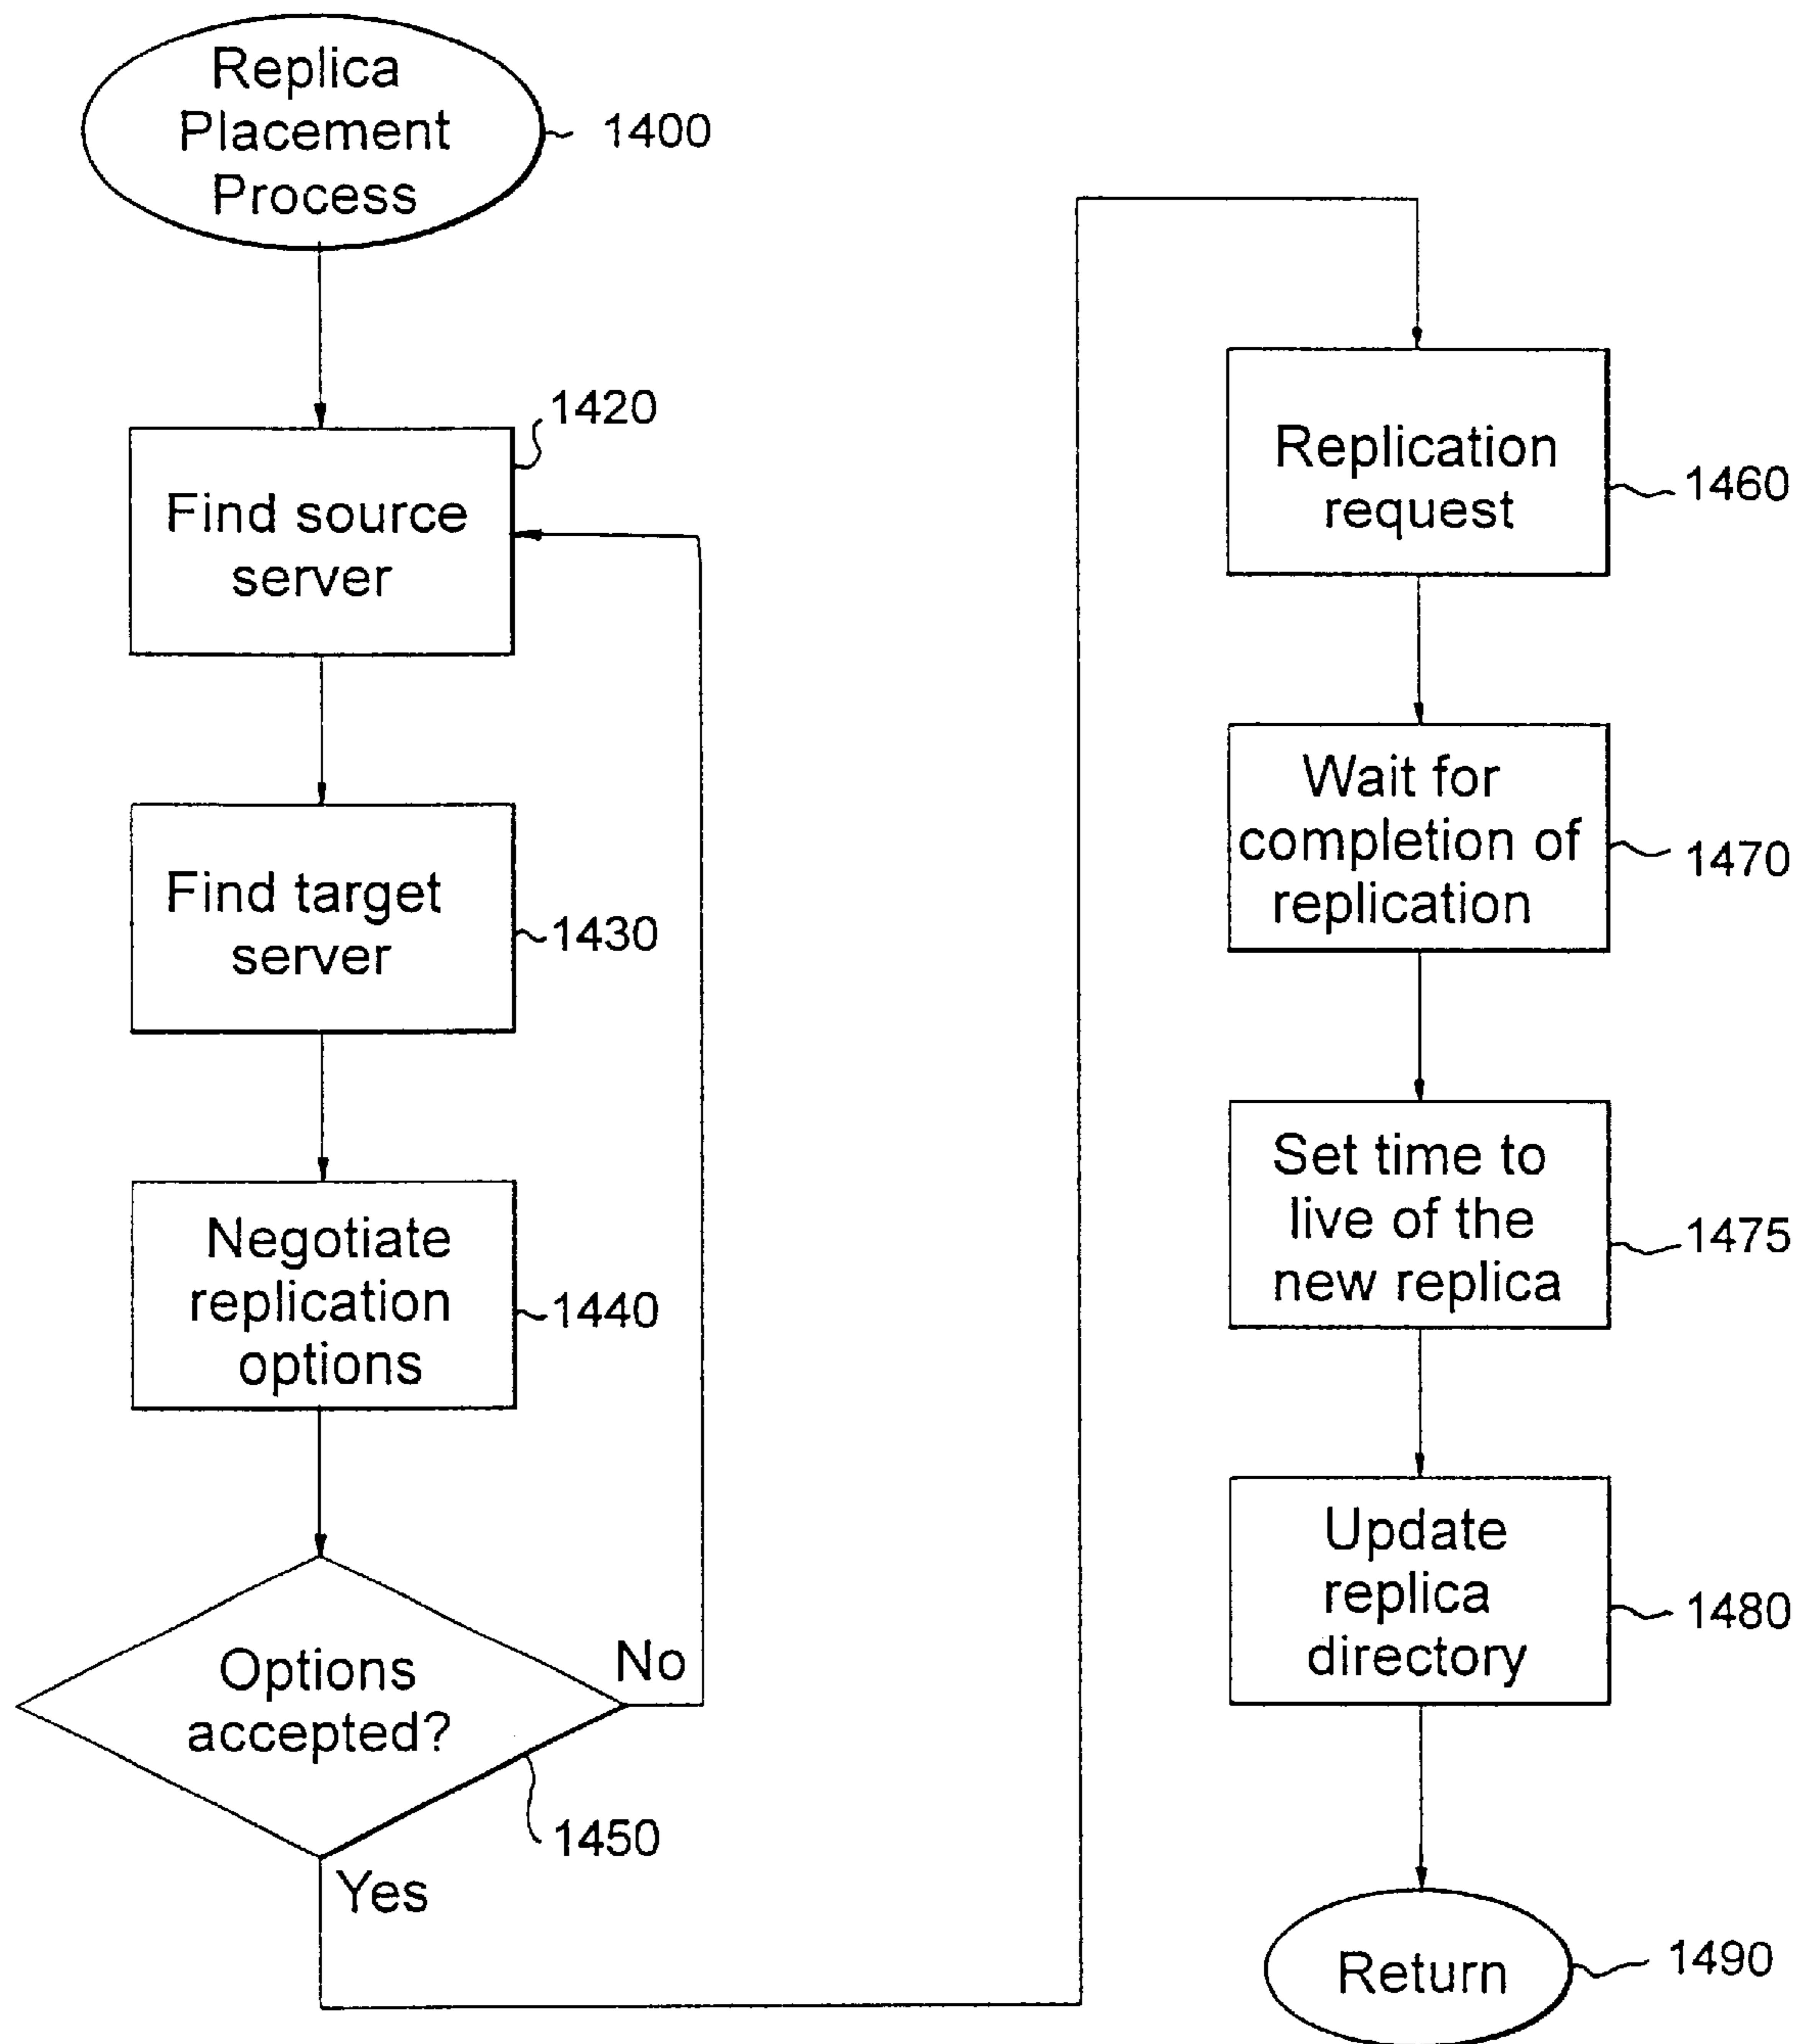 Replica
Placement
Process
1400
1420
Find source
server
Find target
server
1430
Negotiate
replication
options
1440
Options
accepted?
No
1450
Yes
Replication
request
1460
Wait for
completion of
replication
1470
Set time to
live of the
new replica
1475
Update
replica
directory
1480
Return
1490